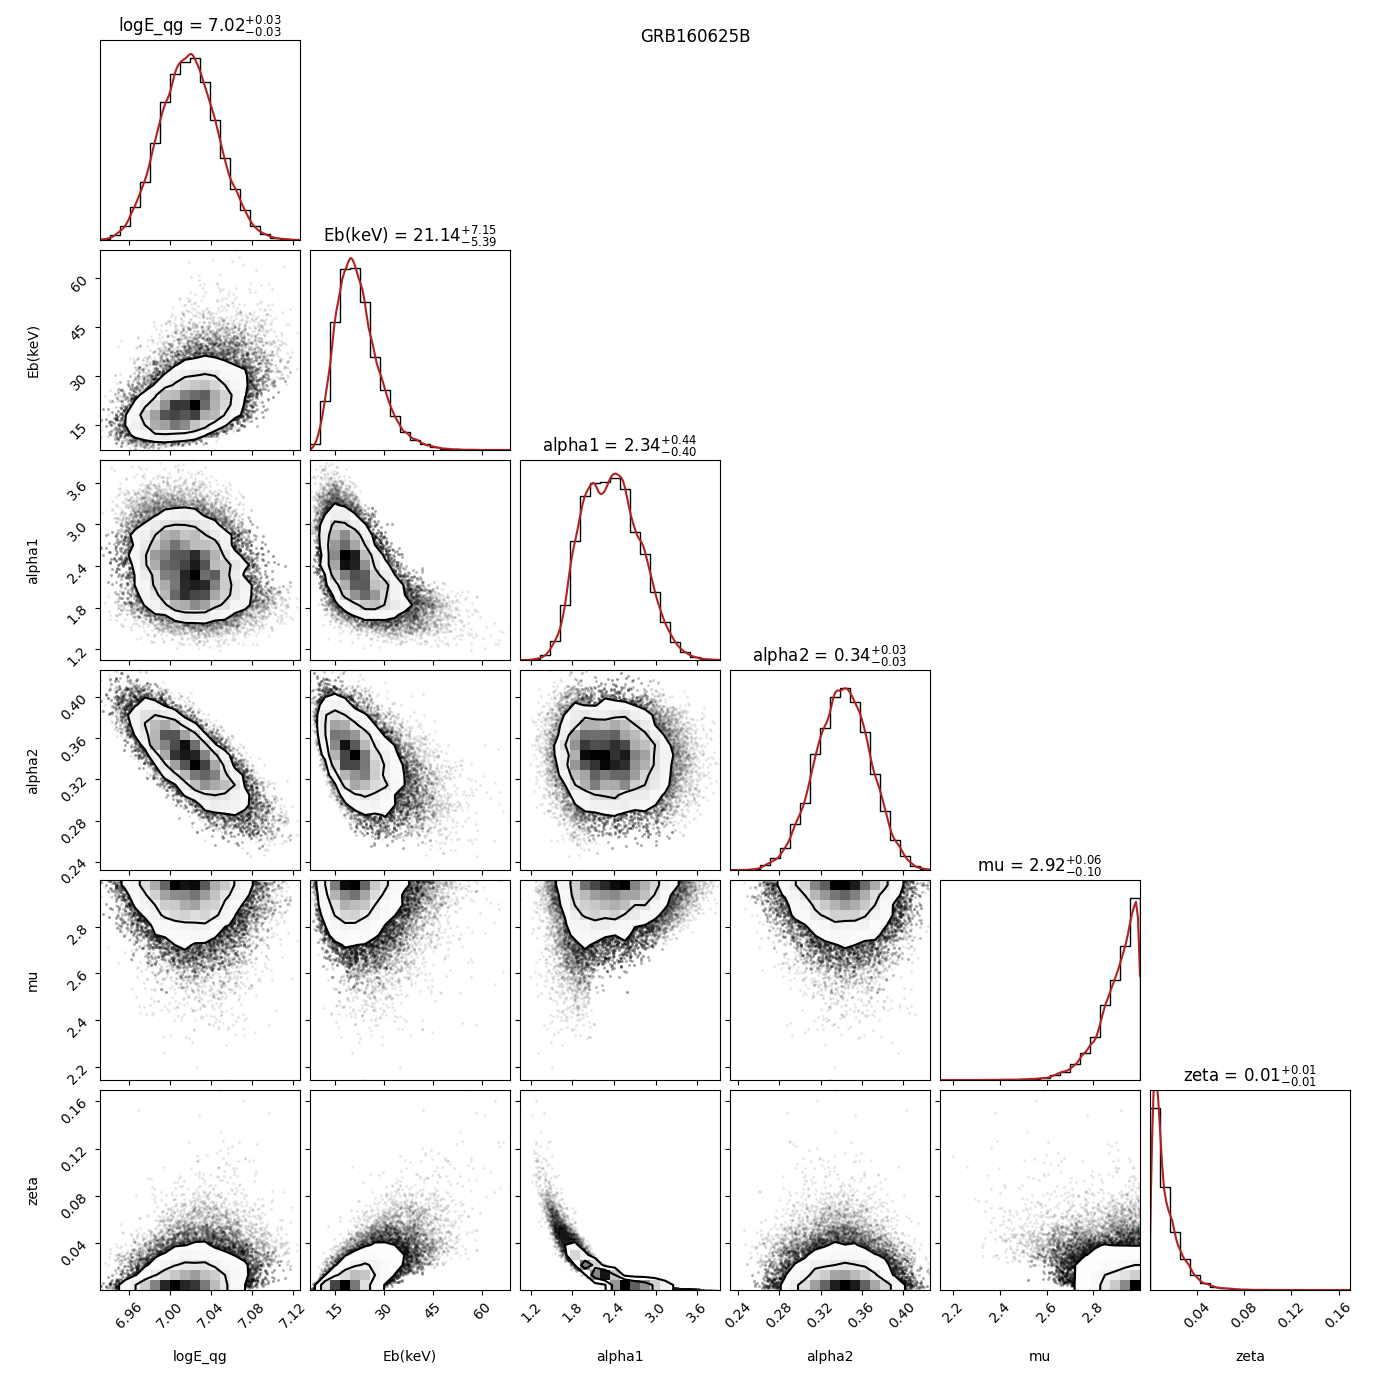 logE_qg = 7.02+0.03−0.03
GRB160625B
Eb(keV) = 21.14+7.15−5.39
60
45
30
15
Eb(keV)
alpha1 = 2.34+0.44−0.40
3.6
3.0
2.4
1.8
1.2
alpha1
alpha2 = 0.34+0.03−0.03
0.40
0.36
0.32
0.28
0.24
alpha2
mu = 2.92+0.06−0.10
2.8
2.6
2.4
2.2
mu
zeta = 0.01+0.01−0.01
0.16
0.12
0.08
0.04
zeta
6.96 7.00 7.04 7.08 7.12 15 30 45 60 1.2 1.8 2.4 3.0 3.6 0.24 0.28 0.32 0.36 0.40 2.2 2.4 2.6 2.8 0.04 0.08 0.12 0.16
logE_qg Eb(keV) alpha1 alpha2 mu zeta